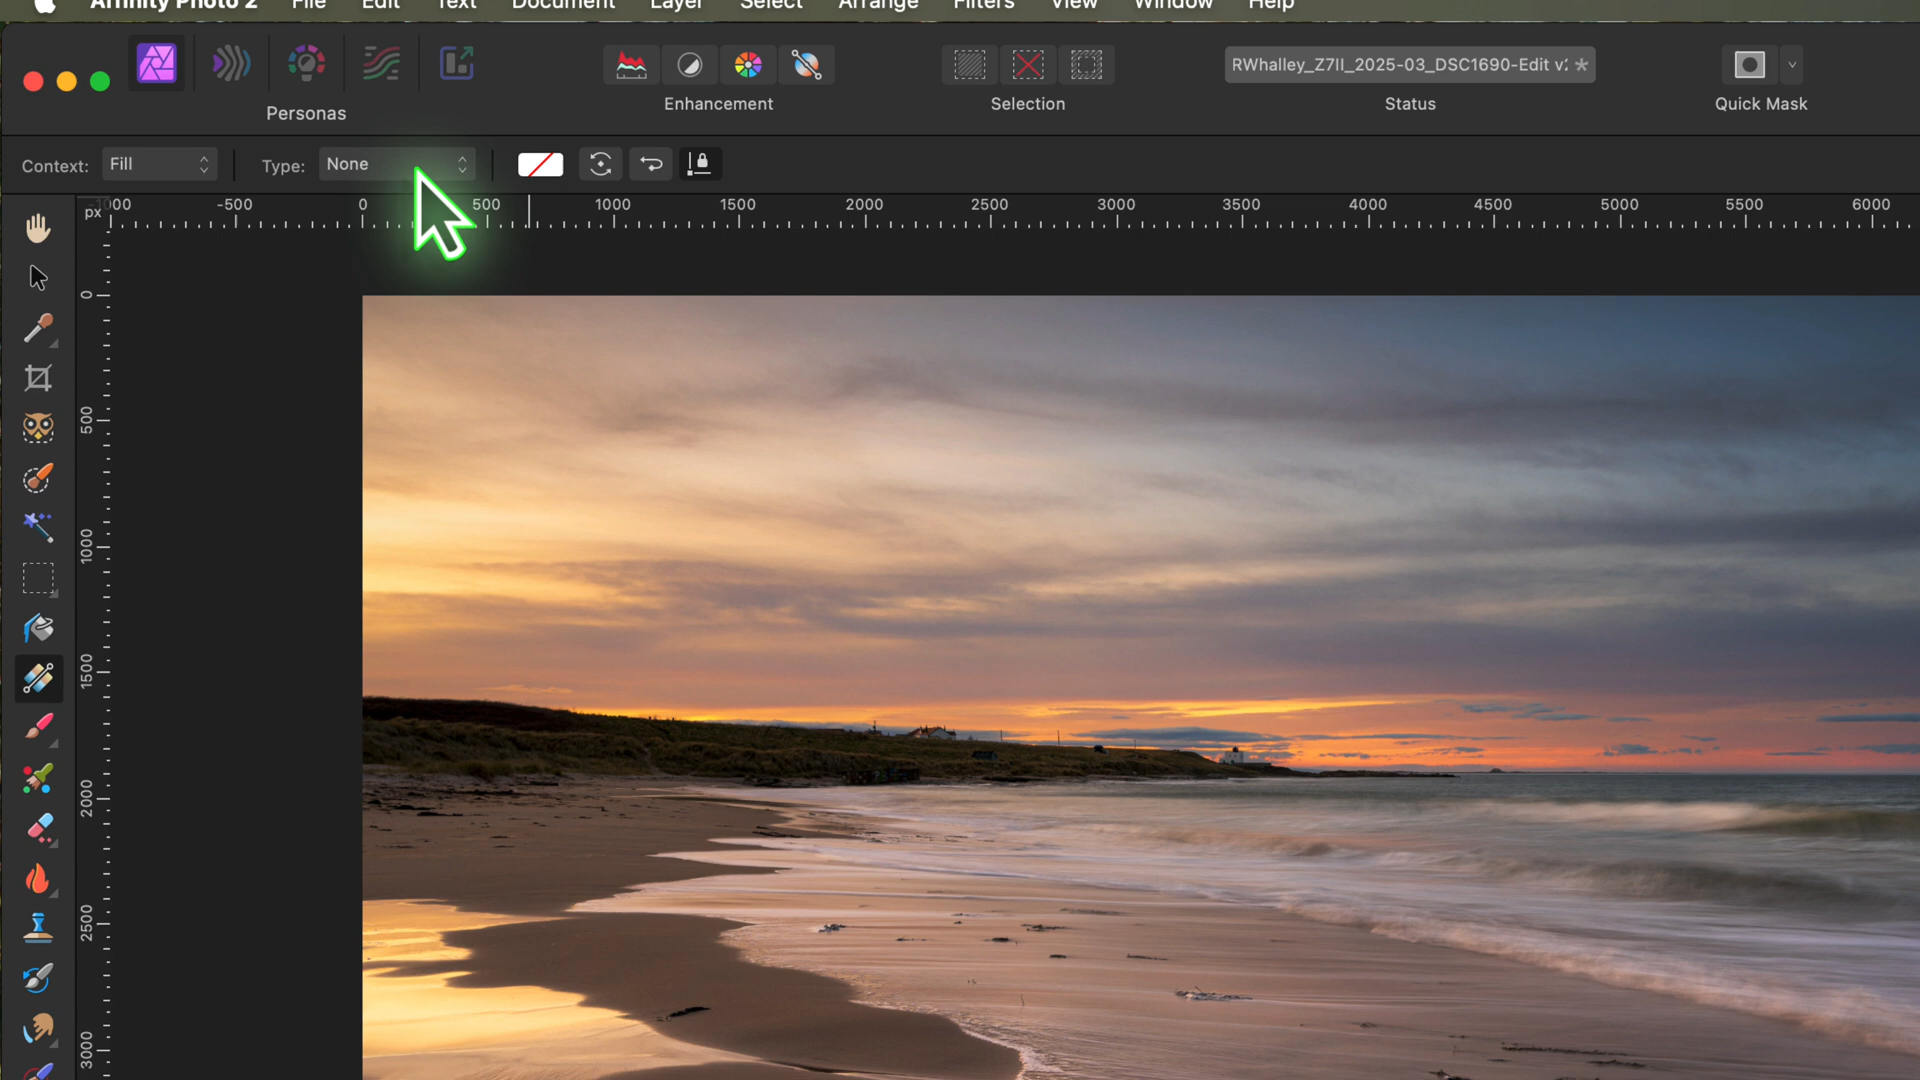 Affinity Photo 2 File Edit Text Document Layer Select Arrange Filters View Window Help
RWhalley_Z7II_2025-03_DSC1690-Edit v: *
Personas Enhancement Selection Status Quick Mask
Context: Fill Type: None
px -1000 -500 0 500 1000 1500 2000 2500 3000 3500 4000 4500 5000 5500 6000
0
500
1000
1500
2000
2500
3000